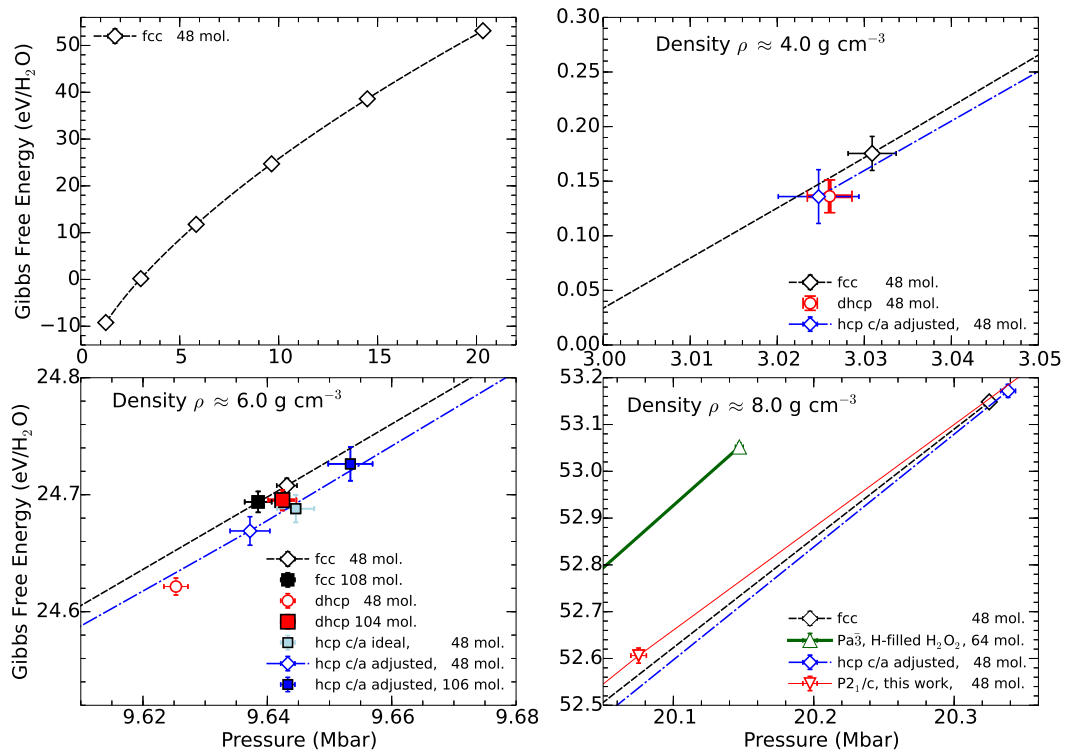 fcc 48 mol.
Gibbs Free Energy (eV/H₂O)
50
40
30
20
10
0
−10
0 5 10 15 20
Density ρ ≈ 4.0 g cm⁻³
0.30
0.25
0.20
0.15
0.10
0.05
0.00
fcc 48 mol.
dhcp 48 mol.
hcp c/a adjusted, 48 mol.
3.00 3.01 3.02 3.03 3.04 3.05
Density ρ ≈ 6.0 g cm⁻³
Gibbs Free Energy (eV/H₂O)
24.8
24.7
24.6
fcc 48 mol.
fcc 108 mol.
dhcp 48 mol.
dhcp 104 mol.
hcp c/a ideal, 48 mol.
hcp c/a adjusted, 48 mol.
hcp c/a adjusted, 106 mol.
9.62 9.64 9.66 9.68
Pressure (Mbar)
Density ρ ≈ 8.0 g cm⁻³
53.2
53.1
53.0
52.9
52.8
52.7
52.6
52.5
fcc 48 mol.
Pa3̄, H-filled H₂O₂, 64 mol.
hcp c/a adjusted, 48 mol.
P2₁/c, this work, 48 mol.
20.1 20.2 20.3
Pressure (Mbar)